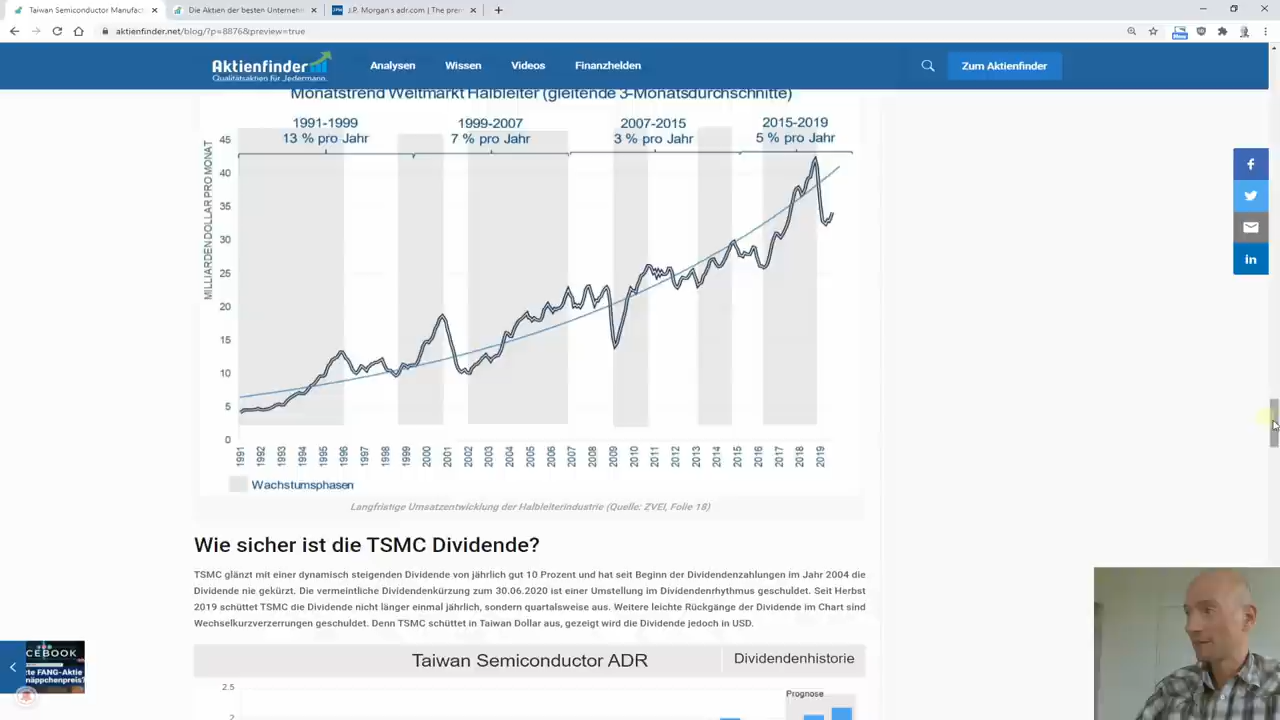 Taiwan Semiconductor Manufact
Die Aktien der besten Unternehm
J.P. Morgan's adr.com | The prem
aktienfinder.net/blog/?p=8876&preview=true
Aktienfinder
Qualitätsaktien für Jedermann.
Analysen
Wissen
Videos
Finanzhelden
Zum Aktienfinder
Monatstrend Weltmarkt Halbleiter (gleitende 3-Monatsdurchschnitte)
1991-1999
13 % pro Jahr
1999-2007
7 % pro Jahr
2007-2015
3 % pro Jahr
2015-2019
5 % pro Jahr
MILLIARDEN DOLLAR PRO MONAT
45
40
35
30
25
20
15
10
5
0
1991 1992 1993 1994 1995 1996 1997 1998 1999 2000 2001 2002 2003 2004 2005 2006 2007 2008 2009 2010 2011 2012 2013 2014 2015 2016 2017 2018 2019
Wachstumsphasen
Langfristige Umsatzentwicklung der Halbleiterindustrie (Quelle: ZVEI, Folie 18)
Wie sicher ist die TSMC Dividende?
TSMC glänzt mit einer dynamisch steigenden Dividende von jährlich gut 10 Prozent und hat seit Beginn der Dividendenzahlungen im Jahr 2004 die
Dividende nie gekürzt. Die vermeintliche Dividendenkürzung zum 30.06.2020 ist einer Umstellung im Dividendenrhythmus geschuldet. Seit Herbst
2019 schüttet TSMC die Dividende nicht länger einmal jährlich, sondern quartalsweise aus. Weitere leichte Rückgänge der Dividende im Chart sind
Wechselkurzverzerrungen geschuldet. Denn TSMC schüttet in Taiwan Dollar aus, gezeigt wird die Dividende jedoch in USD.
Taiwan Semiconductor ADR
Dividendenhistorie
2.5
Prognose
2
CEBOOK
te FANG-Aktie
näppchenpreis?
f
in